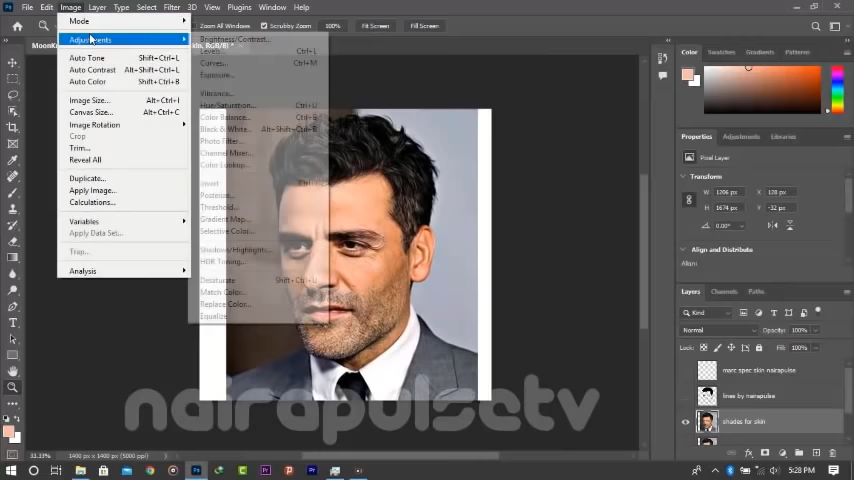 File Edit Image Layer Type Select Filter 3D View Plugins Window Help
Zoom All Windows Scrubby Zoom Fit Screen Fill Screen
Mode
Adjustments
Auto Tone Shift+Ctrl+L
Auto Contrast Alt+Shift+Ctrl+L
Auto Color Shift+Ctrl+B
Image Size... Alt+Ctrl+I
Canvas Size... Alt+Ctrl+C
Image Rotation
Crop
Trim...
Reveal All
Duplicate...
Apply Image...
Calculations...
Variables
Apply Data Set...
Trap...
Analysis
Brightness/Contrast...
Levels... Ctrl+L
Curves... Ctrl+M
Exposure...
Vibrance...
Hue/Saturation... Ctrl+U
Color Balance... Ctrl+B
Black & White... Alt+Shift+Ctrl+B
Photo Filter...
Channel Mixer...
Color Lookup...
Invert
Posterize...
Threshold...
Gradient Map...
Selective Color...
Shadows/Highlights...
HDR Toning...
Desaturate Shift+Ctrl+U
Match Color...
Replace Color...
Equalize
nairapulsetv
33.33% 1400 px x 1400 px (5000 ppi)
Color Swatches Gradients Patterns
Properties Adjustments Libraries
Pixel Layer
Transform
W 1206 px X 128 px
H 1674 px Y -32 px
0.00°
Align and Distribute
Layers Channels Paths
Kind
Normal Opacity: 100%
Lock: Fill: 100%
marc spec skin nairapulse
lines by nairapulse
shades for skin
5:28 PM